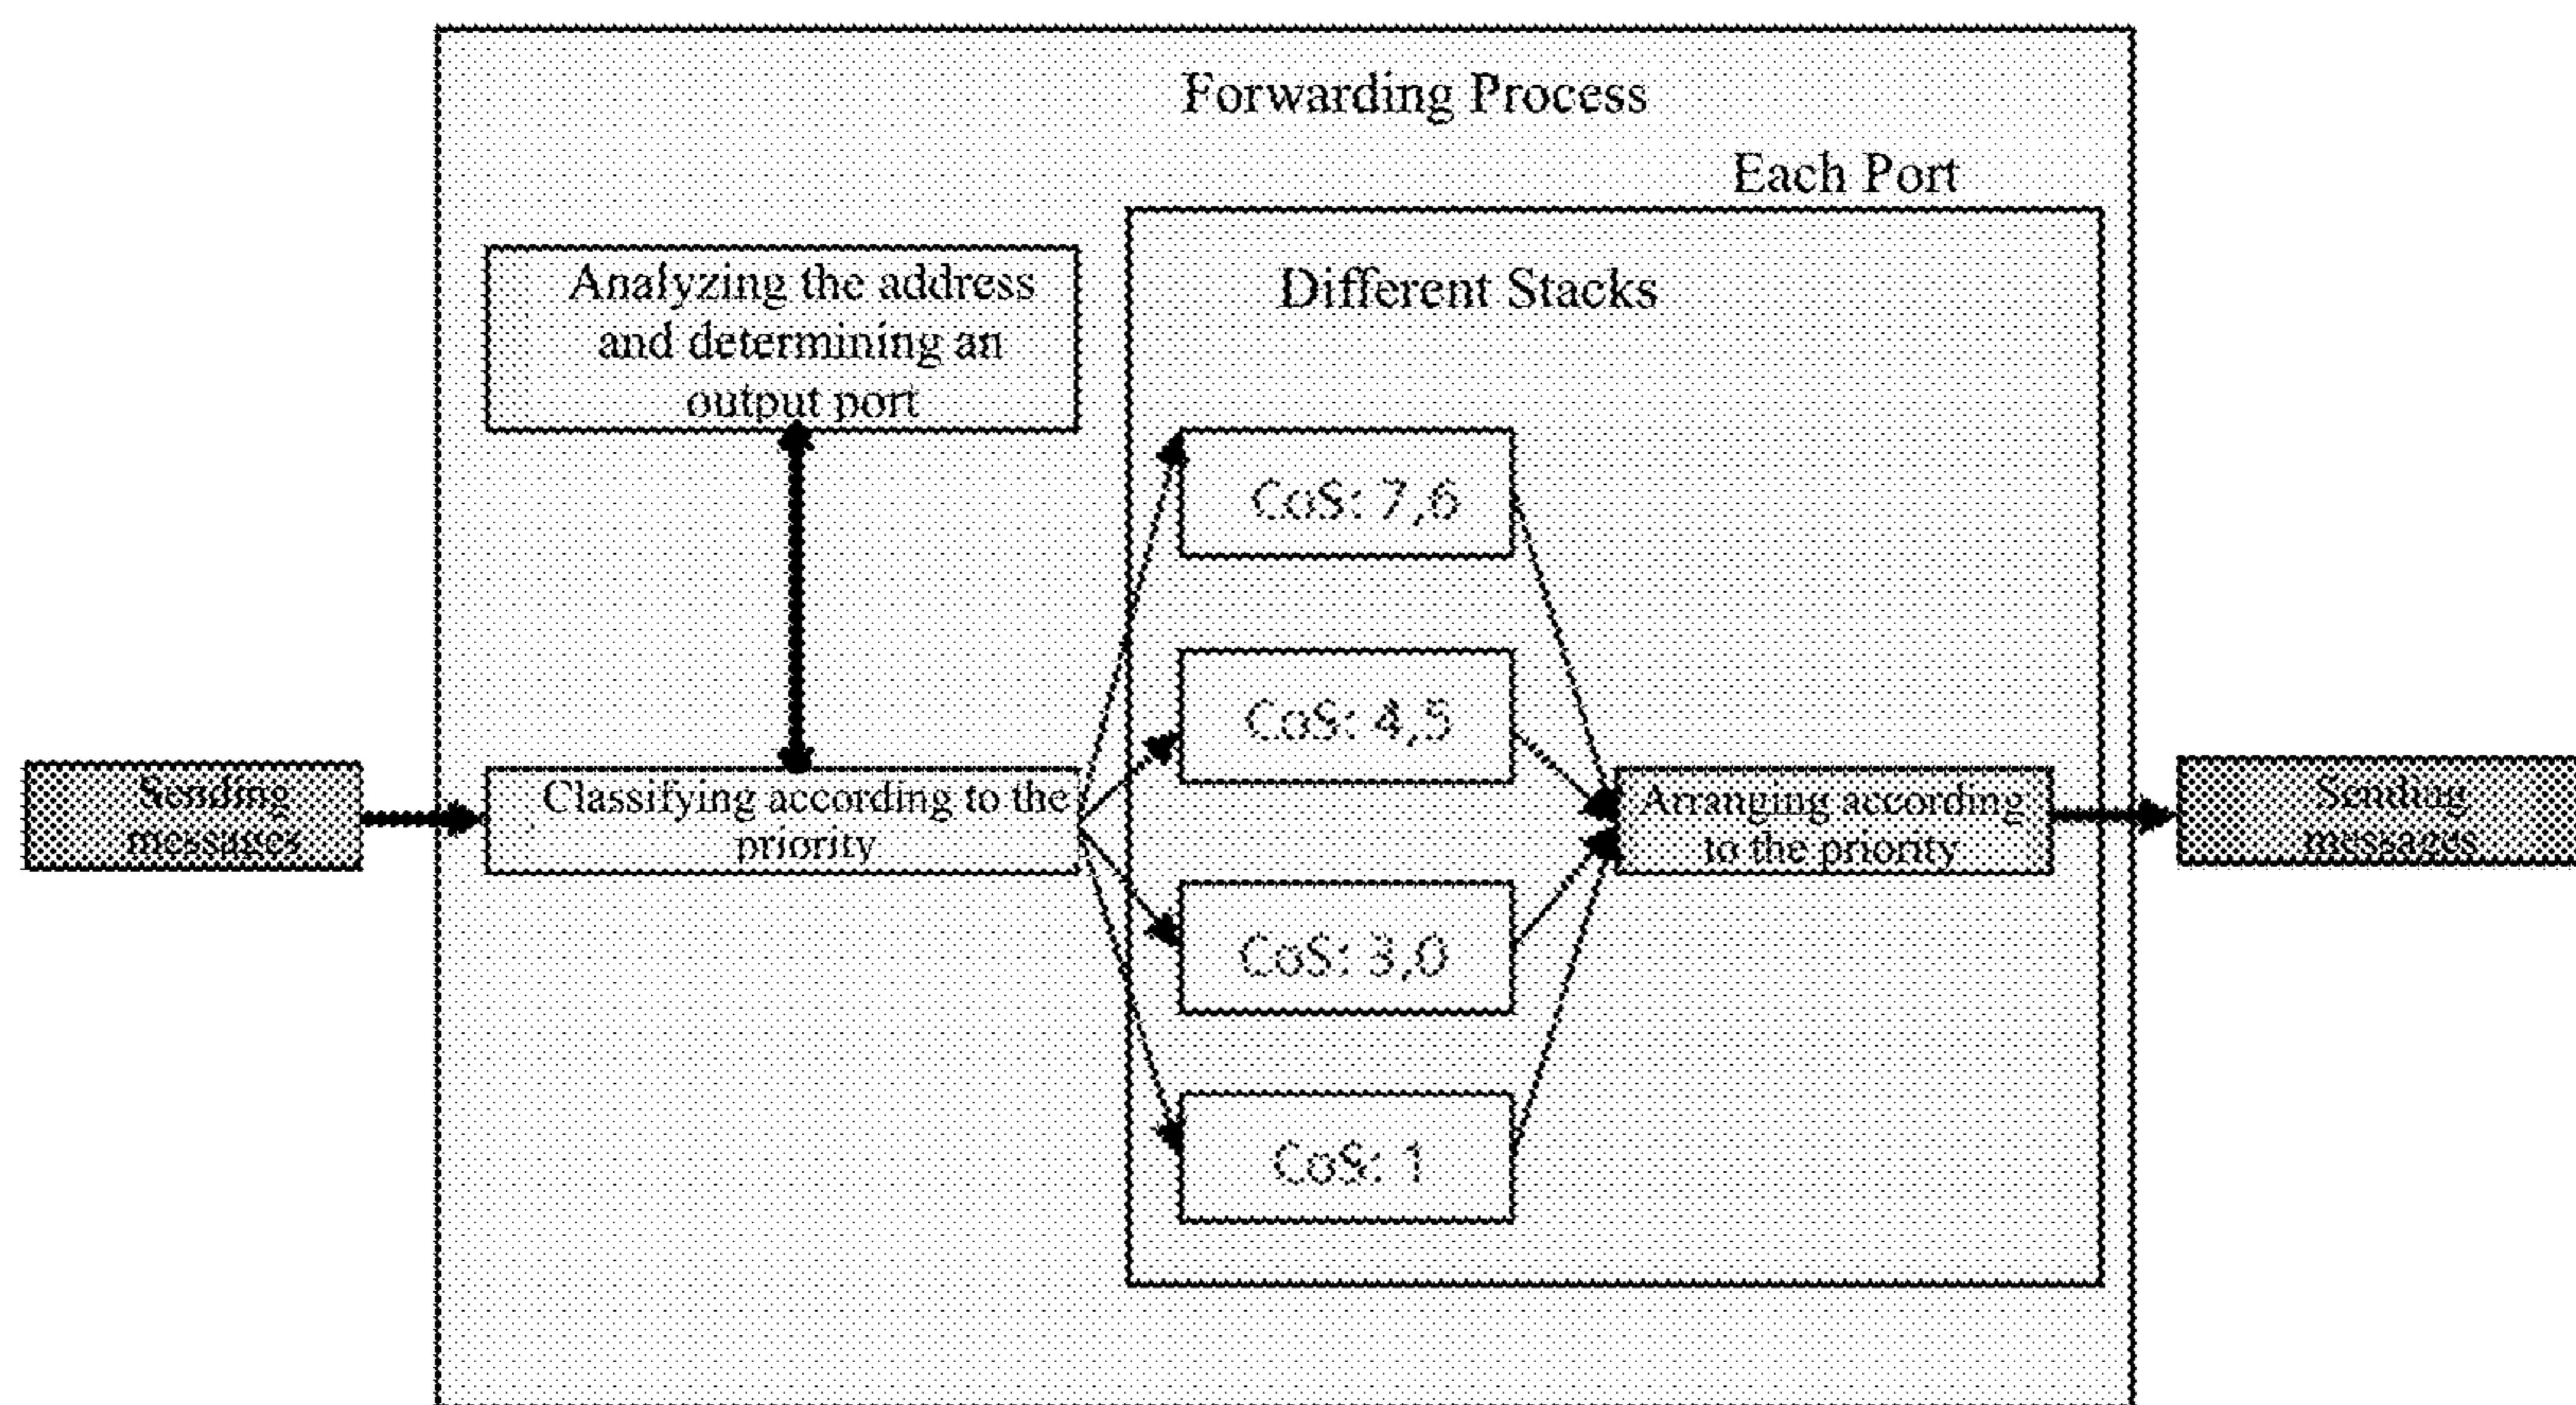 Forwarding Process
Each Port
Analyzing the address
and determining an
output port
Different Stacks
CoS: 7,6
CoS: 4,5
Sending
messages
Classifying according to the
priority
Arranging according
to the priority
Sending
messages
CoS: 3,0
CoS: 1